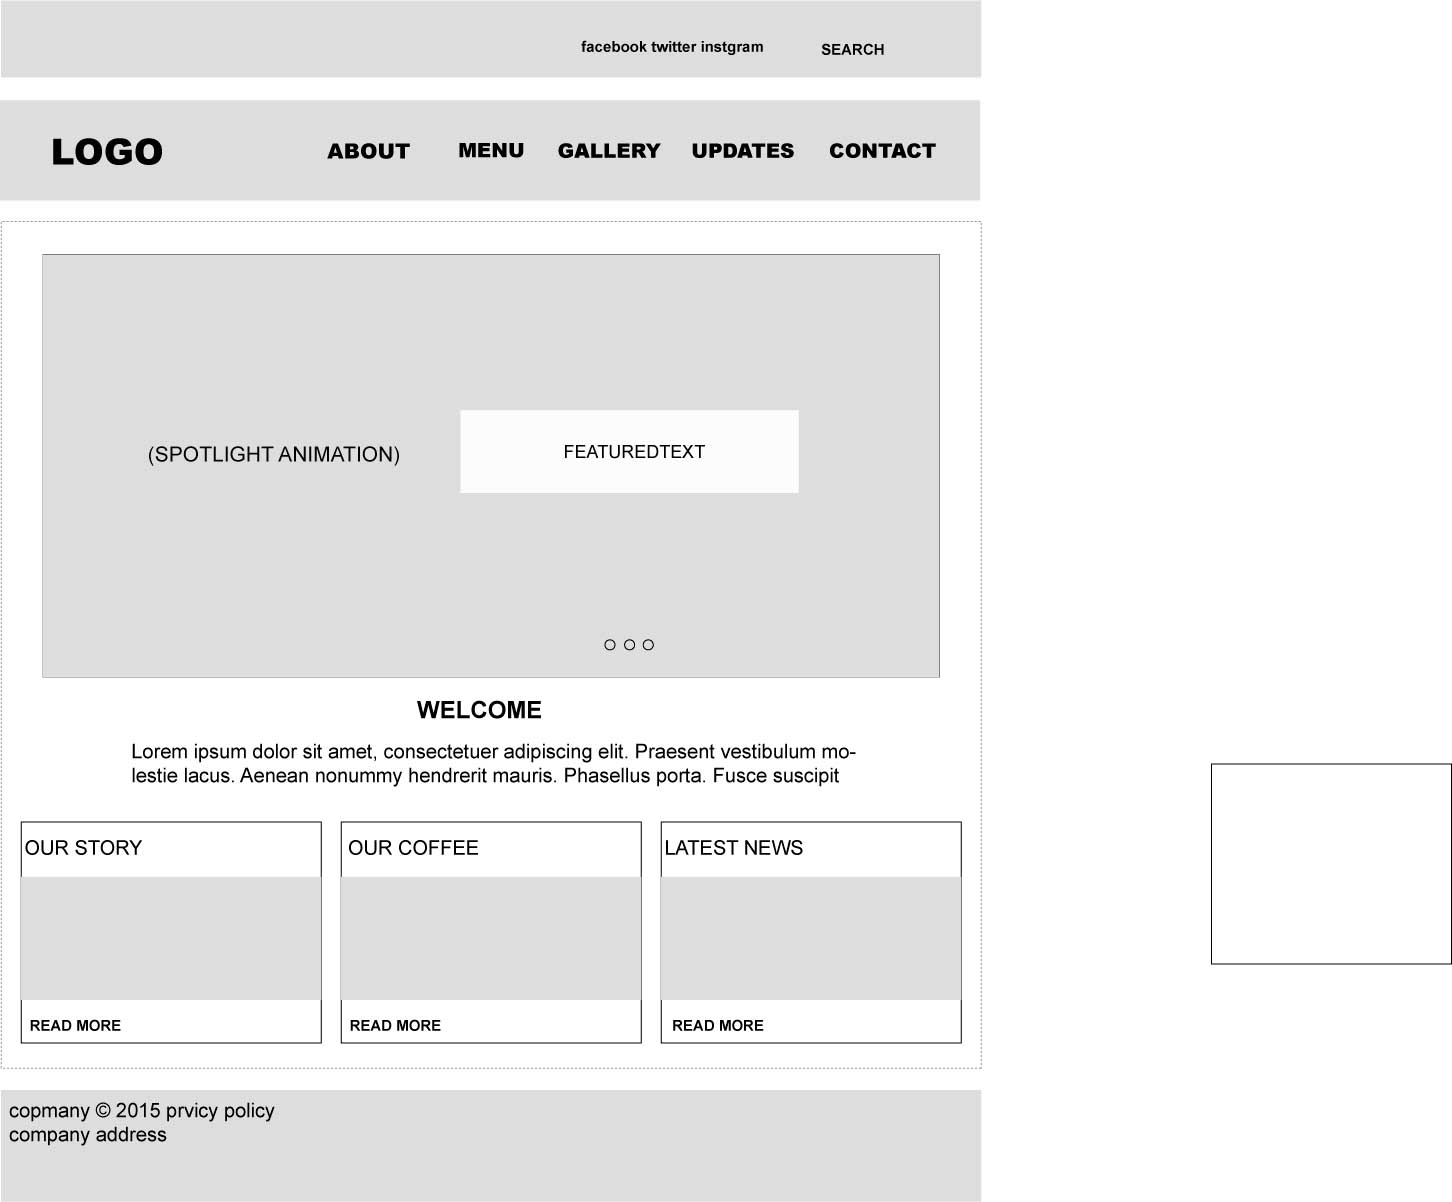 facebook twitter instgram SEARCH
LOGO ABOUT MENU GALLERY UPDATES CONTACT
(SPOTLIGHT ANIMATION) FEATUREDTEXT
WELCOME
Lorem ipsum dolor sit amet, consectetuer adipiscing elit. Praesent vestibulum mo-
lestie lacus. Aenean nonummy hendrerit mauris. Phasellus porta. Fusce suscipit
OUR STORY
READ MORE
OUR COFFEE
READ MORE
LATEST NEWS
READ MORE
copmany © 2015 prvicy policy
company address